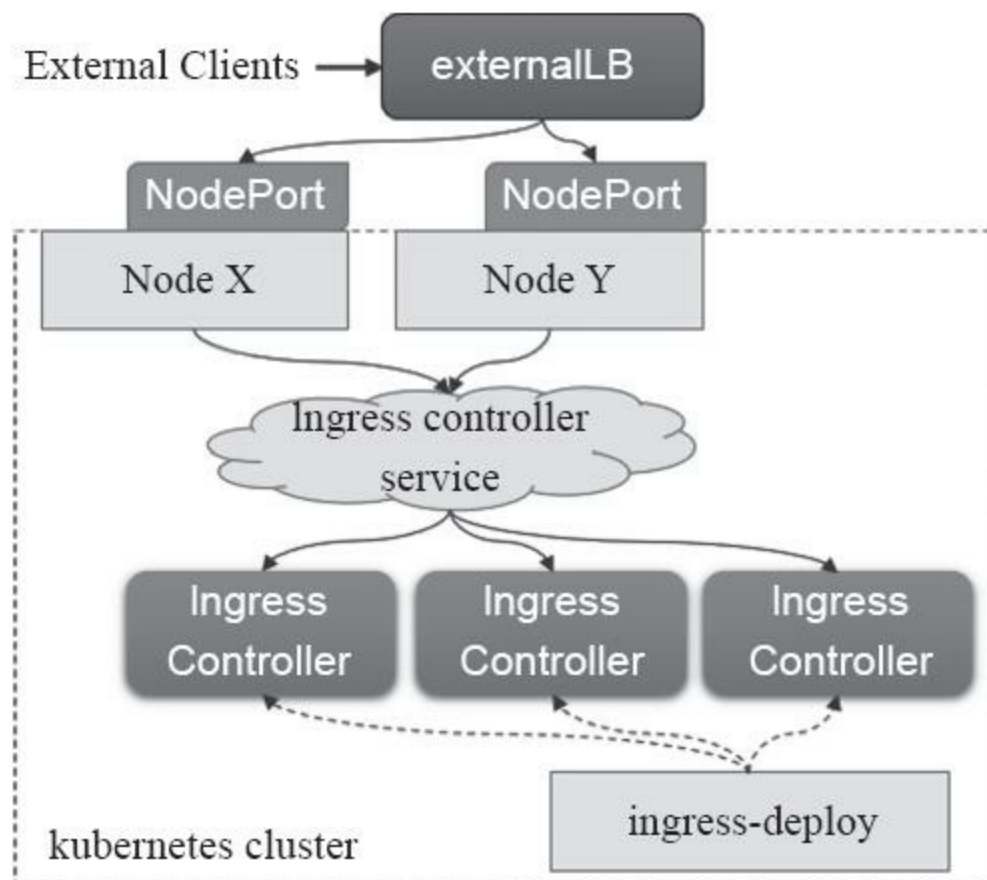 External Clients
externalLB
NodePort
NodePort
Node X
Node Y
Ingress controller
service
Ingress
Controller
Ingress
Controller
Ingress
Controller
ingress-deploy
kubernetes cluster